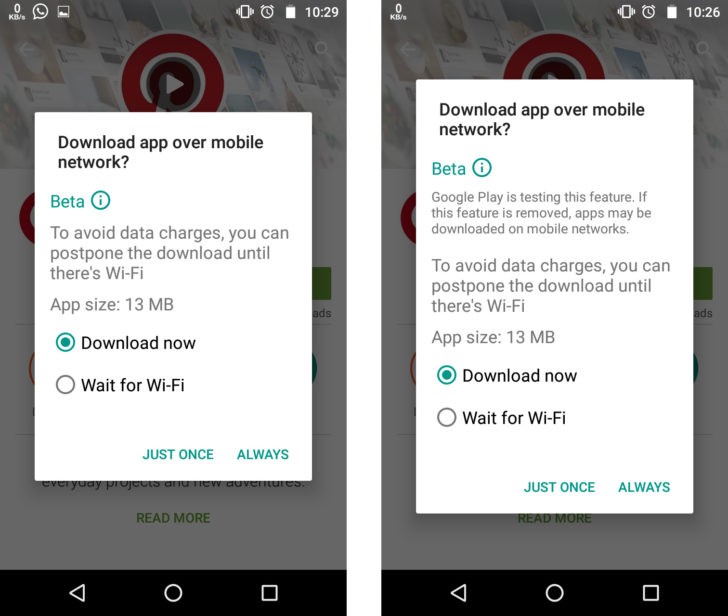 0
KB/s
10:29
Download app over mobile
network?
Beta
To avoid data charges, you can
postpone the download until
there's Wi-Fi
App size: 13 MB
Download now
Wait for Wi-Fi
JUST ONCE ALWAYS
ads
everyday projects and new adventures.
READ MORE
0
KB/s
10:26
Download app over mobile
network?
Beta
Google Play is testing this feature. If
this feature is removed, apps may be
downloaded on mobile networks.
To avoid data charges, you can
postpone the download until
there's Wi-Fi
App size: 13 MB
Download now
Wait for Wi-Fi
JUST ONCE ALWAYS
ads
READ MORE